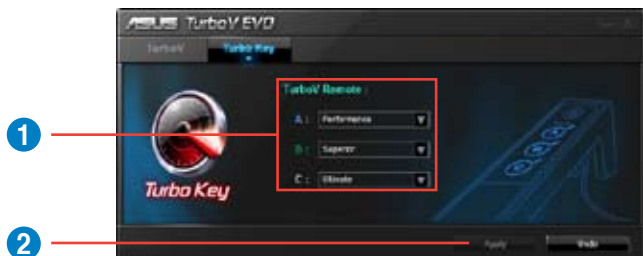 ASUS TurboV EVO
TurboV Turbo Key
TurboV Remote :
A : Performance
B : Superior
C : Ultimate
Turbo Key
Apply Undo
1
2